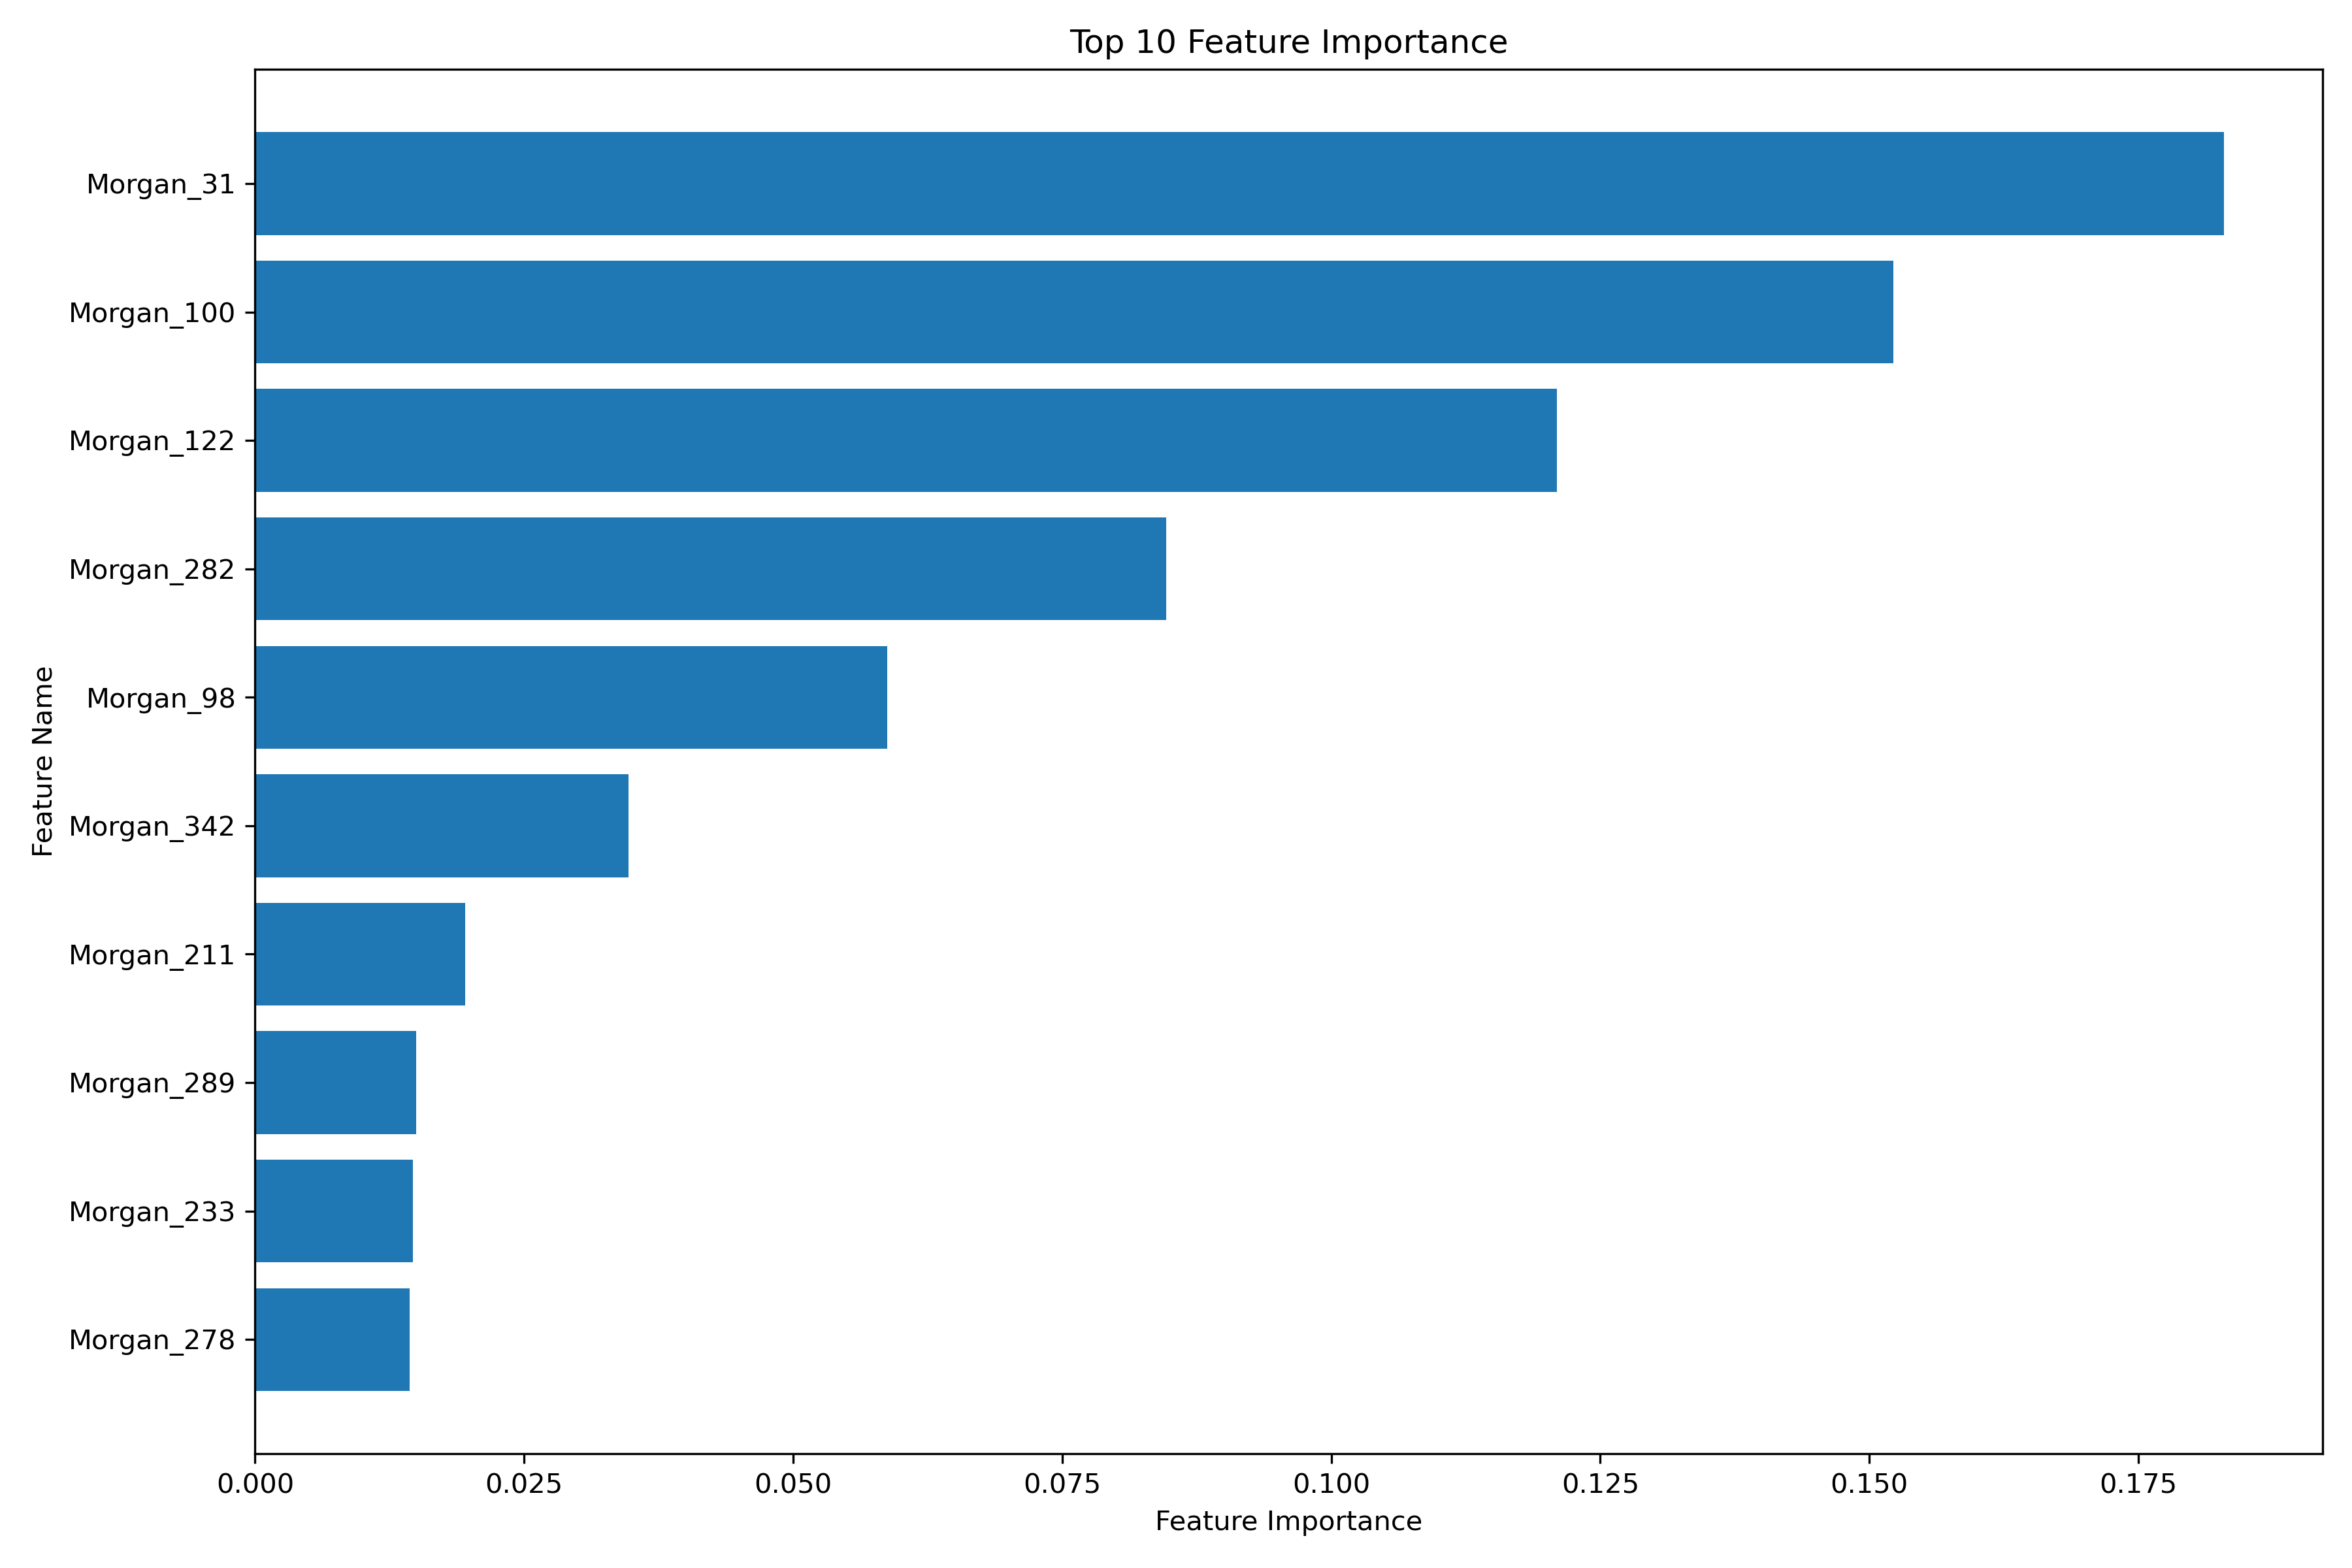 Top 10 Feature Importance
Feature Name
Morgan_31
Morgan_100
Morgan_122
Morgan_282
Morgan_98
Morgan_342
Morgan_211
Morgan_289
Morgan_233
Morgan_278
0.000 0.025 0.050 0.075 0.100 0.125 0.150 0.175
Feature Importance